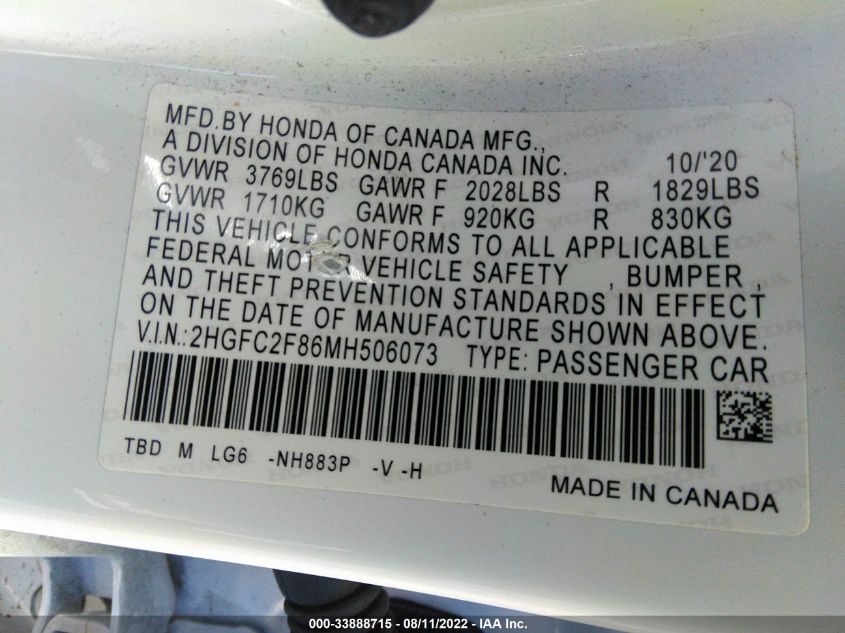 MFD.BY HONDA OF CANADA MFG.,
A DIVISION OF HONDA CANADA INC. 10/'20
GVWR 3769LBS GAWR F 2028LBS R 1829LBS
GVWR 1710KG GAWR F 920KG R 830KG
THIS VEHICLE CONFORMS TO ALL APPLICABLE
FEDERAL MOTOR VEHICLE SAFETY , BUMPER ,
AND THEFT PREVENTION STANDARDS IN EFFECT
ON THE DATE OF MANUFACTURE SHOWN ABOVE.
V.I.N.:2HGFC2F86MH506073 TYPE: PASSENGER CAR
TBD M LG6 -NH883P -V -H
MADE IN CANADA
000-33888715 - 08/11/2022 - IAA Inc.